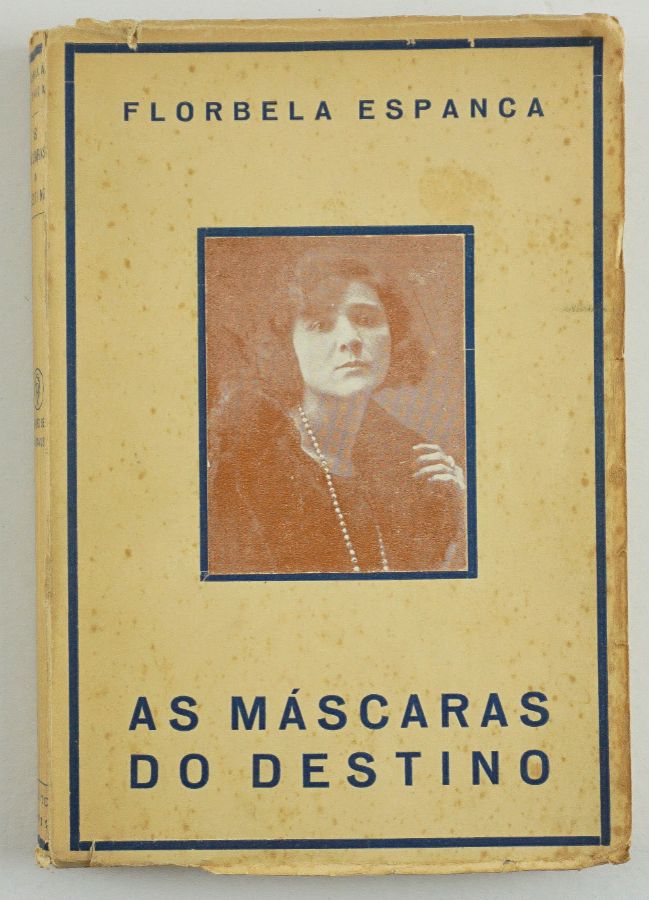 FLORBELA ESPANCA
AS MÁSCARAS
DO DESTINO